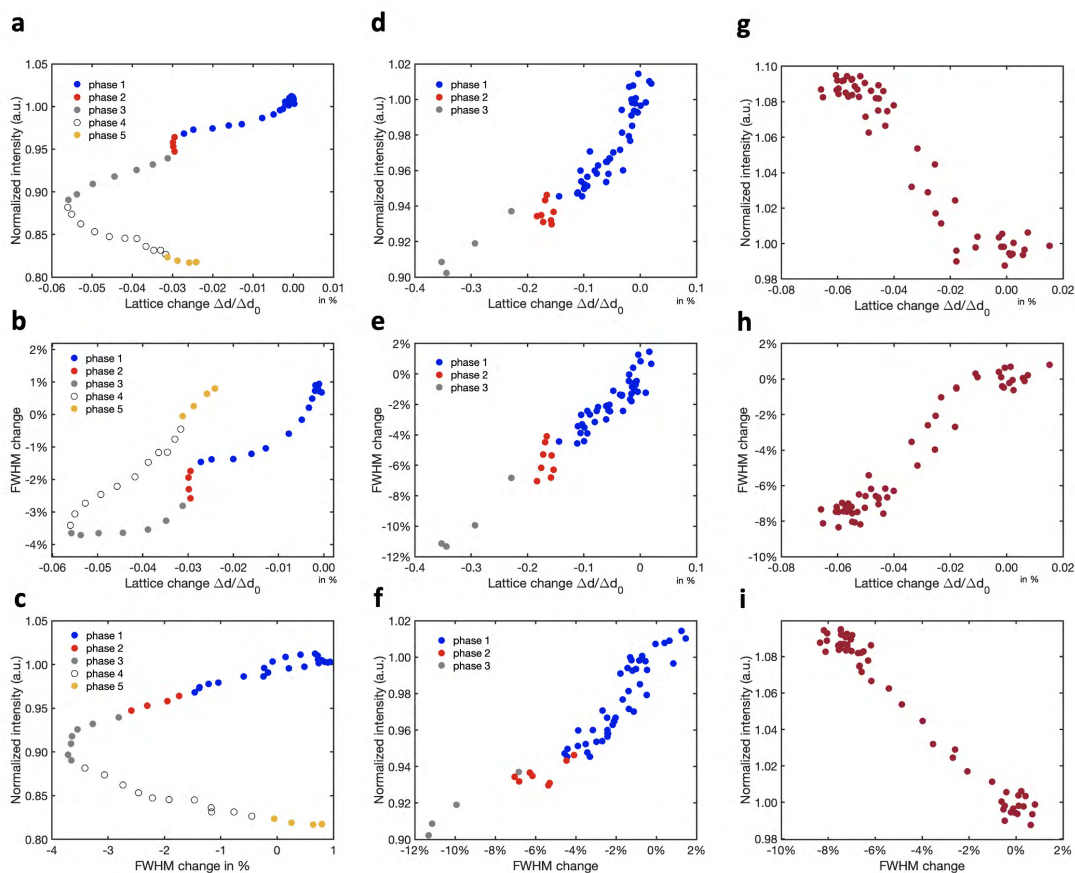 a
1.05
1.00
0.95
0.90
0.85
0.80
Normalized intensity (a.u.)
phase 1
phase 2
phase 3
phase 4
phase 5
-0.06 -0.05 -0.04 -0.03 -0.02 -0.01 0.00 0.01
Lattice change Δd/Δd0
in %
d
1.02
1.00
0.98
0.96
0.94
0.92
0.90
Normalized intensity (a.u.)
phase 1
phase 2
phase 3
-0.4 -0.3 -0.2 -0.1 0.0 0.1
Lattice change Δd/Δd0
in %
g
1.10
1.08
1.06
1.04
1.02
1.00
0.98
Normalized intensity (a.u.)
-0.08 -0.06 -0.04 -0.02 0.00 0.02
Lattice change Δd/Δd0
in %
b
2%
1%
0%
-1%
-2%
-3%
-4%
FWHM change
phase 1
phase 2
phase 3
phase 4
phase 5
-0.06 -0.05 -0.04 -0.03 -0.02 -0.01 0.00
Lattice change Δd/Δd0
in %
e
2%
0%
-2%
-4%
-6%
-8%
-10%
-12%
FWHM change
phase 1
phase 2
phase 3
-0.4 -0.3 -0.2 -0.1 0 0.1
Lattice change Δd/Δd0
in %
h
2%
0%
-2%
-4%
-6%
-8%
-10%
FWHM change
-0.08 -0.06 -0.04 -0.02 0.00 0.02
Lattice change Δd/Δd0
in %
c
1.05
1.00
0.95
0.90
0.85
0.80
Normalized intensity (a.u.)
phase 1
phase 2
phase 3
phase 4
phase 5
-4 -3 -2 -1 0 1
FWHM change in %
f
1.02
1.00
0.98
0.96
0.94
0.92
0.90
Normalized intensity (a.u.)
phase 1
phase 2
phase 3
-12% -10% -8% -6% -4% -2% 0% 2%
FWHM change
i
1.08
1.06
1.04
1.02
1.00
0.98
Normalized intensity (a.u.)
-10% -8% -6% -4% -2% 0% 2%
FWHM change